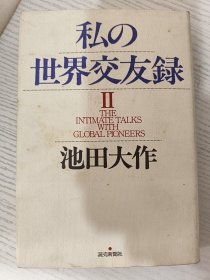 私の
世界交友録
II
THE
INTIMATE TALKS
WITH
GLOBAL PIONEERS
池田大作
読売新聞社